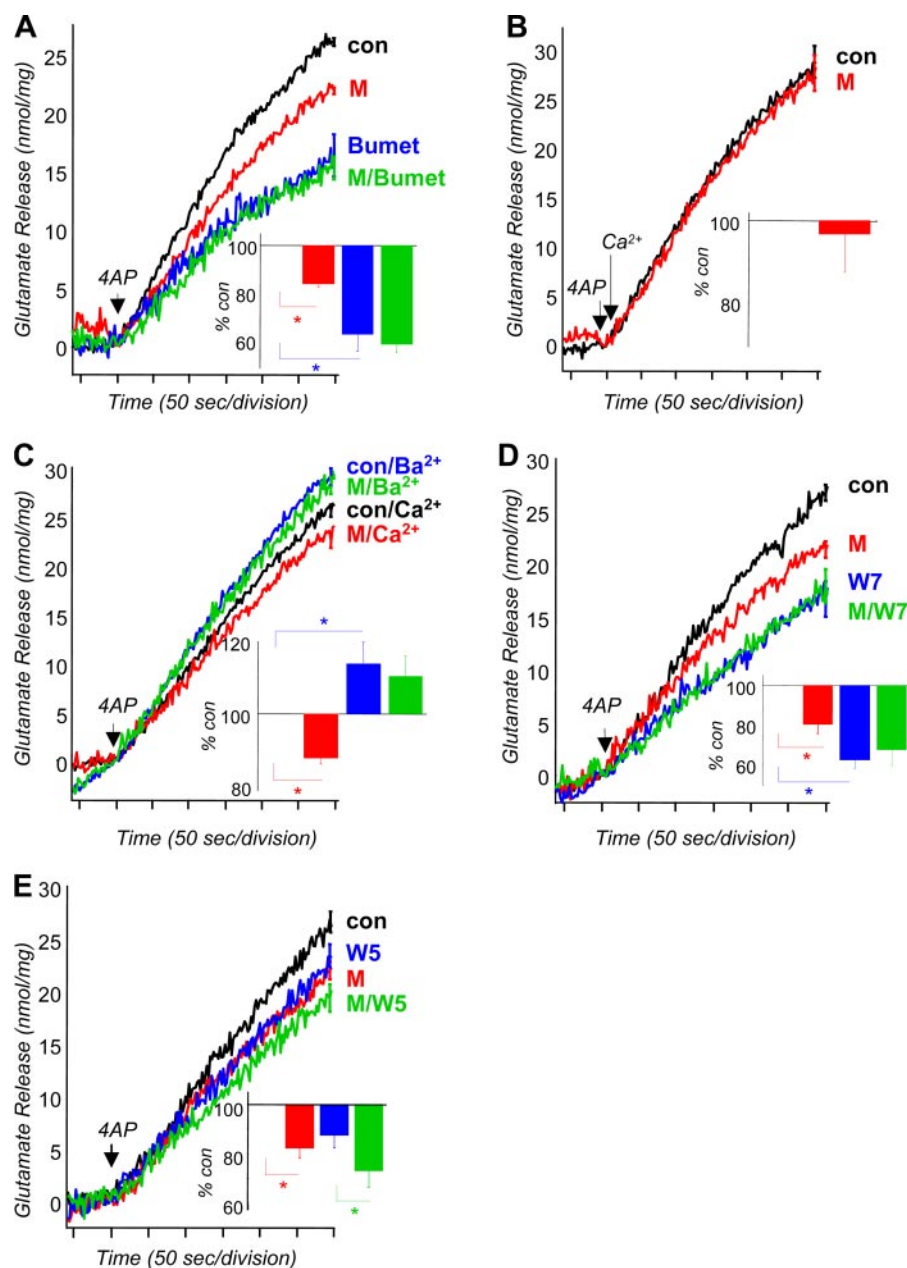 A
Glutamate Release (nmol/mg)
25
20
15
10
5
0
con
M
Bumet
M/Bumet
4AP
% con
100
80
60
*
*
Time (50 sec/division)
B
Glutamate Release (nmol/mg)
30
25
20
15
10
5
0
con
M
Ca²⁺
4AP
% con
100
80
Time (50 sec/division)
C
Glutamate Release (nmol/mg)
30
25
20
15
10
5
0
con/Ba²⁺
M/Ba²⁺
con/Ca²⁺
M/Ca²⁺
4AP
% con
120
100
80
*
*
Time (50 sec/division)
D
Glutamate Release (nmol/mg)
30
25
20
15
10
5
0
con
M
W7
M/W7
4AP
% con
100
80
60
*
*
Time (50 sec/division)
E
Glutamate Release (nmol/mg)
30
25
20
15
10
5
0
con
W5
M
M/W5
4AP
% con
100
80
60
*
*
Time (50 sec/division)